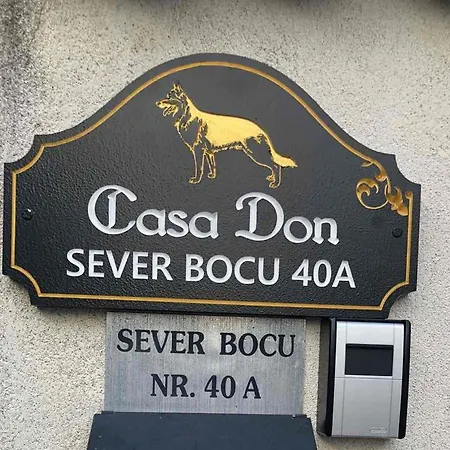 Casa Don
SEVER BOCU 40A
SEVER BOCU
NR. 40 A